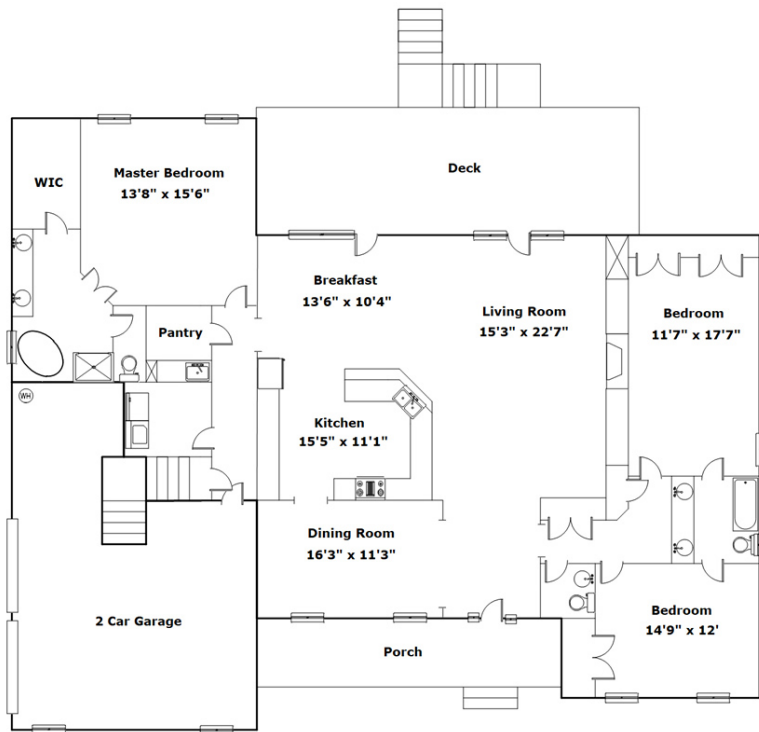 Deck
Master Bedroom
13'8" x 15'6"
WIC
Breakfast
13'6" x 10'4"
Living Room
15'3" x 22'7"
Bedroom
11'7" x 17'7"
Pantry
WH
Kitchen
15'5" x 11'1"
Dining Room
16'3" x 11'3"
2 Car Garage
Bedroom
14'9" x 12'
Porch